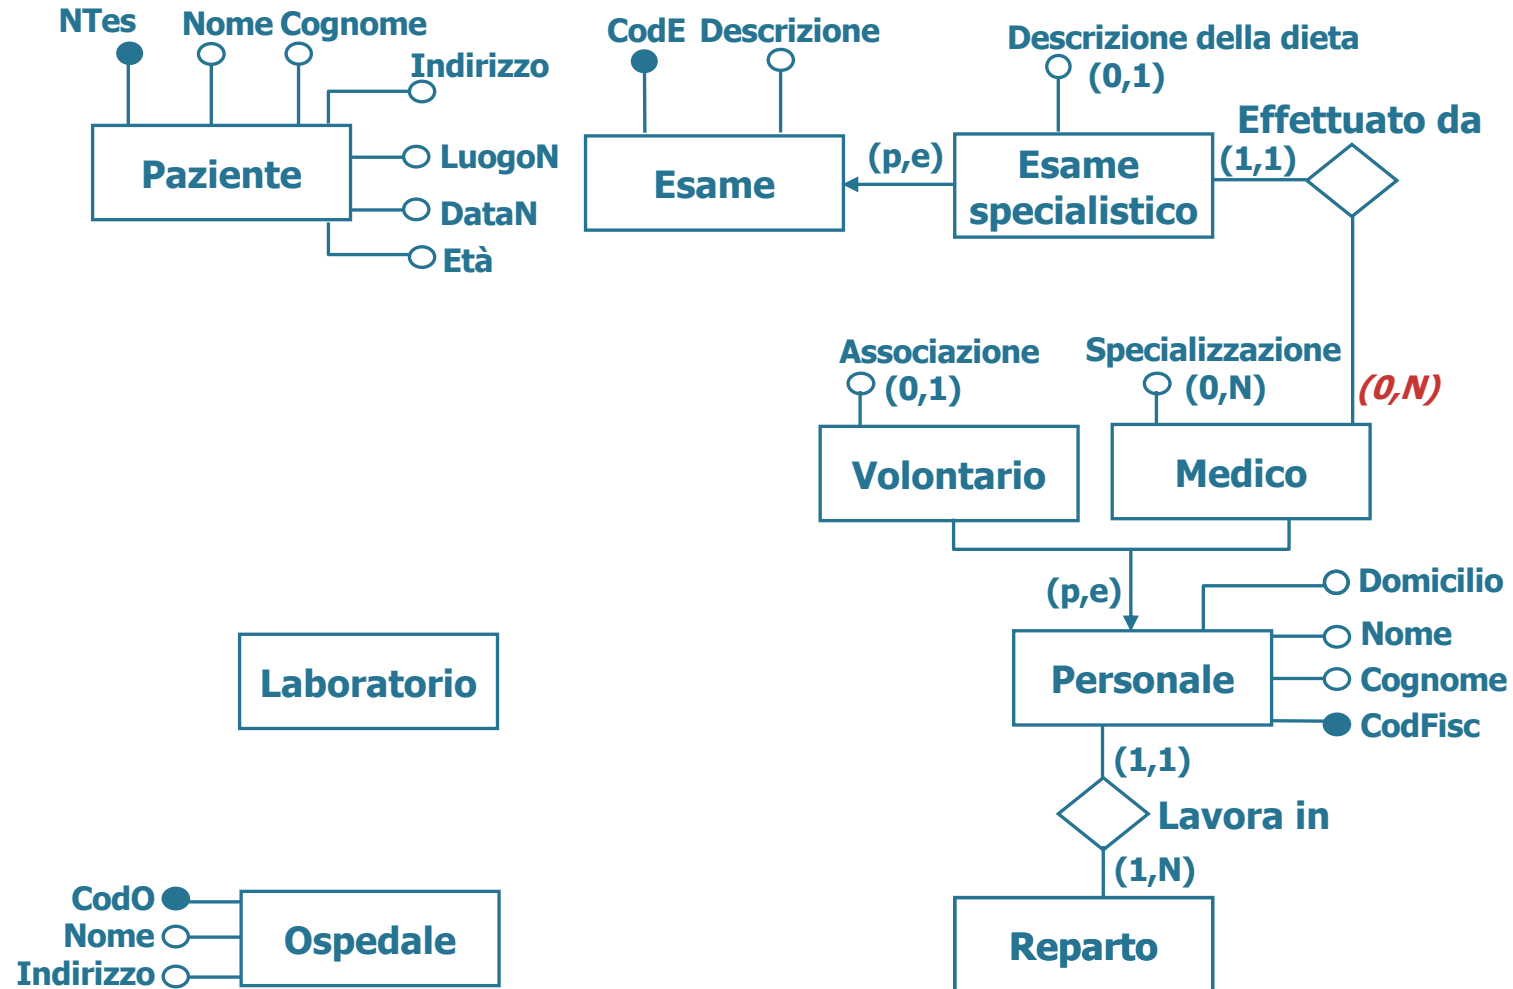 NTes
Nome Cognome
Indirizzo
Paziente
LuogoN
DataN
Età
CodE Descrizione
Esame
(p,e)
Descrizione della dieta
(0,1)
Esame
specialistico
(1,1)
Effettuato da
(0,N)
Associazione
(0,1)
Volontario
Specializzazione
(0,N)
Medico
(p,e)
Personale
Domicilio
Nome
Cognome
CodFisc
(1,1)
Lavora in
(1,N)
Reparto
Laboratorio
CodO
Nome
Indirizzo
Ospedale